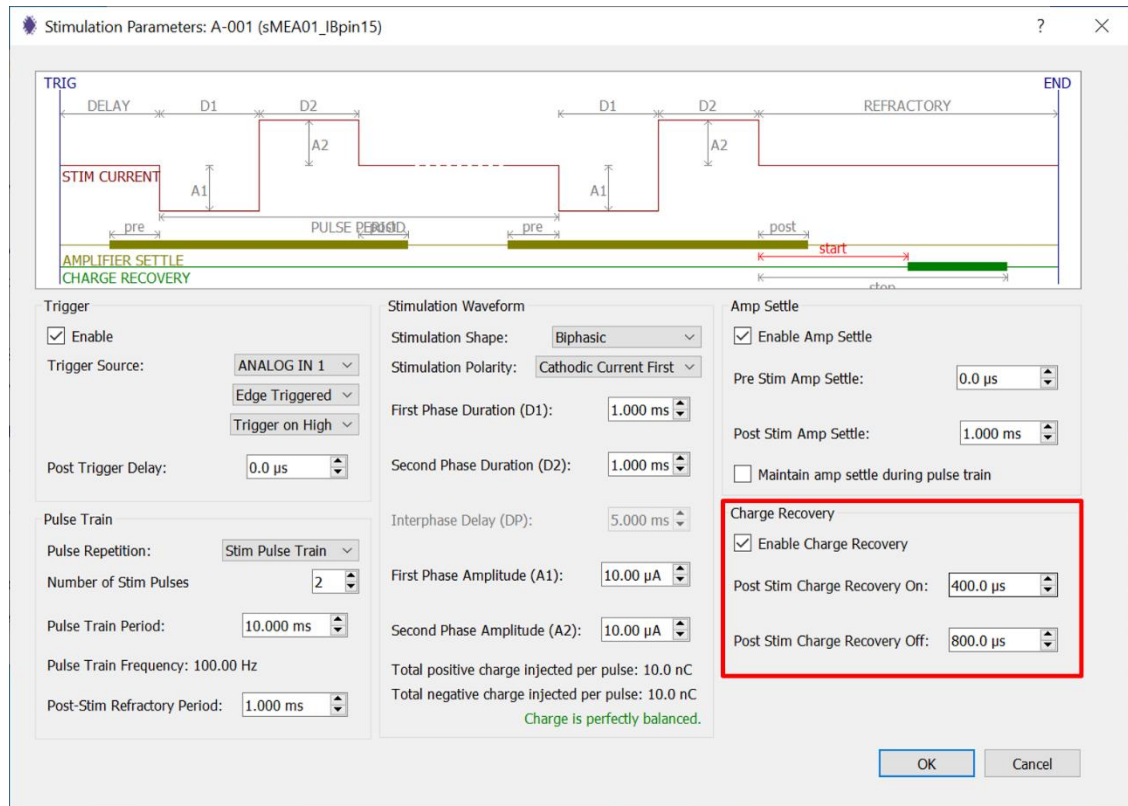 Stimulation Parameters: A-001 (sMEA01_IBpin15)
?
TRIG
END
DELAY D1 D2 D1 D2 REFRACTORY
A2 A2
STIM CURRENT
A1 A1
PULSE PERIOD
pre post pre post
start
AMPLIFIER SETTLE
CHARGE RECOVERY
stop
Trigger
Enable
Trigger Source: ANALOG IN 1
Edge Triggered
Trigger on High
Post Trigger Delay: 0.0 µs
Pulse Train
Pulse Repetition: Stim Pulse Train
Number of Stim Pulses 2
Pulse Train Period: 10.000 ms
Pulse Train Frequency: 100.00 Hz
Post-Stim Refractory Period: 1.000 ms
Stimulation Waveform
Stimulation Shape: Biphasic
Stimulation Polarity: Cathodic Current First
First Phase Duration (D1): 1.000 ms
Second Phase Duration (D2): 1.000 ms
Interphase Delay (DP): 5.000 ms
First Phase Amplitude (A1): 10.00 µA
Second Phase Amplitude (A2): 10.00 µA
Total positive charge injected per pulse: 10.0 nC
Total negative charge injected per pulse: 10.0 nC
Charge is perfectly balanced.
Amp Settle
Enable Amp Settle
Pre Stim Amp Settle: 0.0 µs
Post Stim Amp Settle: 1.000 ms
Maintain amp settle during pulse train
Charge Recovery
Enable Charge Recovery
Post Stim Charge Recovery On: 400.0 µs
Post Stim Charge Recovery Off: 800.0 µs
OK Cancel